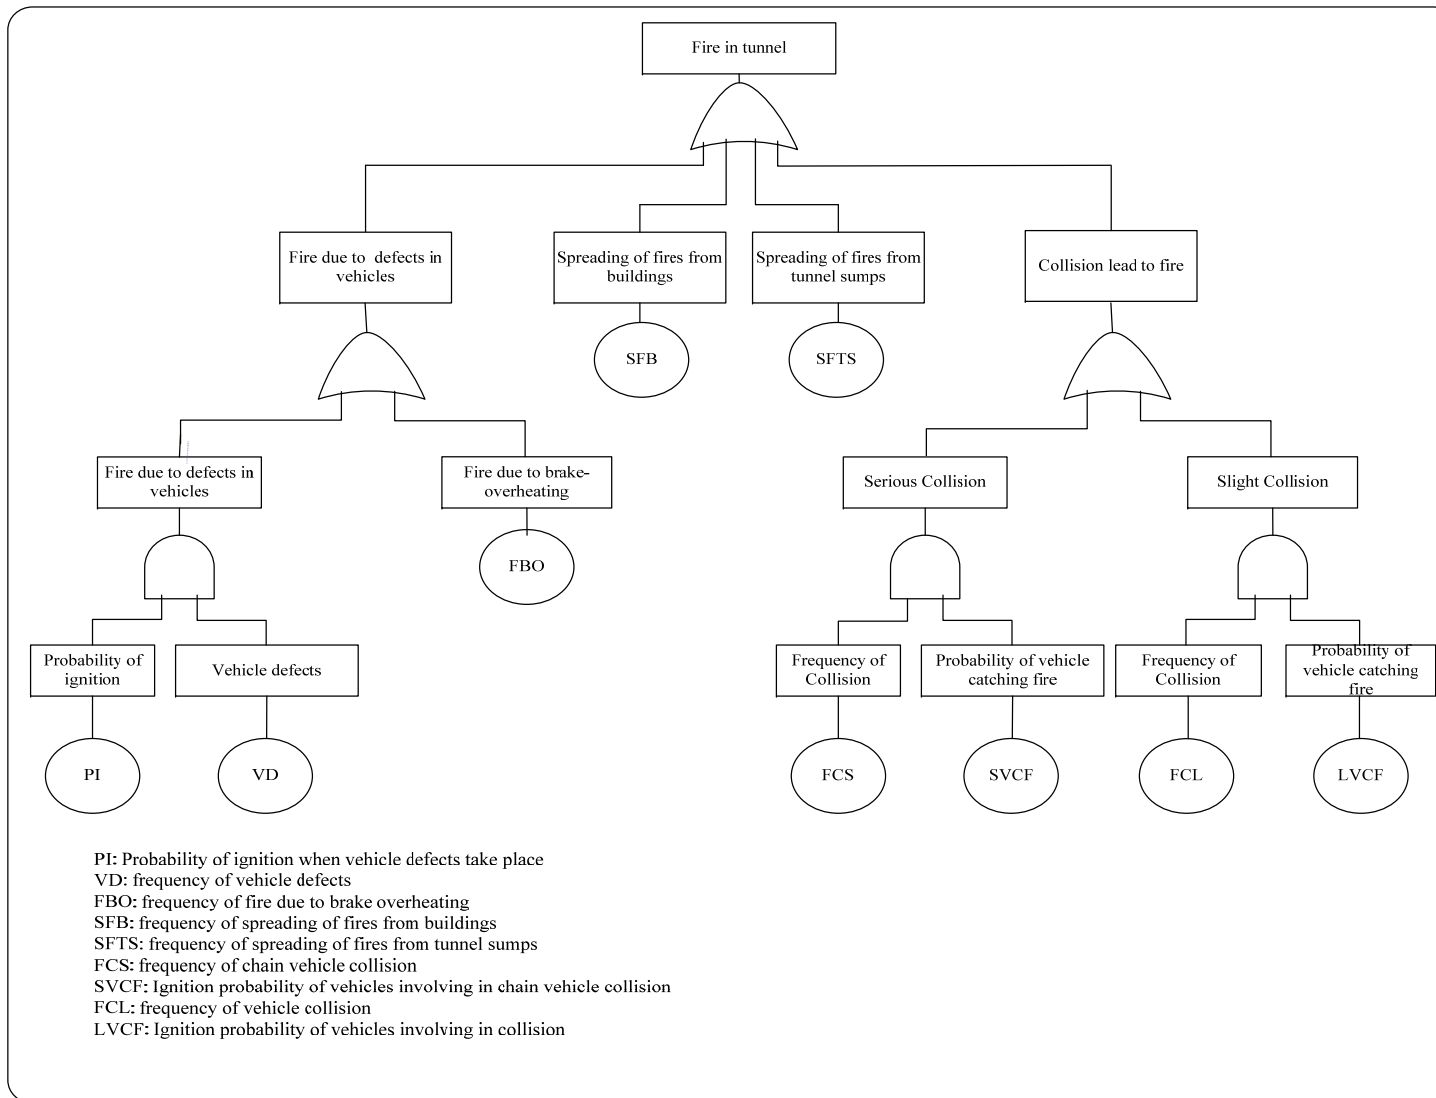 Fire in tunnel
Fire due to  defects in
vehicles
Spreading of fires from
buildings
Spreading of fires from
tunnel sumps
Collision lead to fire
SFB
SFTS
Fire due to defects in
vehicles
Fire due to brake-
overheating
Serious Collision
Slight Collision
FBO
Probability of
ignition
Vehicle defects
Frequency of
Collision
Probability of vehicle
catching fire
Frequency of
Collision
Probability of
vehicle catching
fire
PI
VD
FCS
SVCF
FCL
LVCF
PI: Probability of ignition when vehicle defects take place
VD: frequency of vehicle defects
FBO: frequency of fire due to brake overheating
SFB: frequency of spreading of fires from buildings
SFTS: frequency of spreading of fires from tunnel sumps
FCS: frequency of chain vehicle collision
SVCF: Ignition probability of vehicles involving in chain vehicle collision
FCL: frequency of vehicle collision
LVCF: Ignition probability of vehicles involving in collision